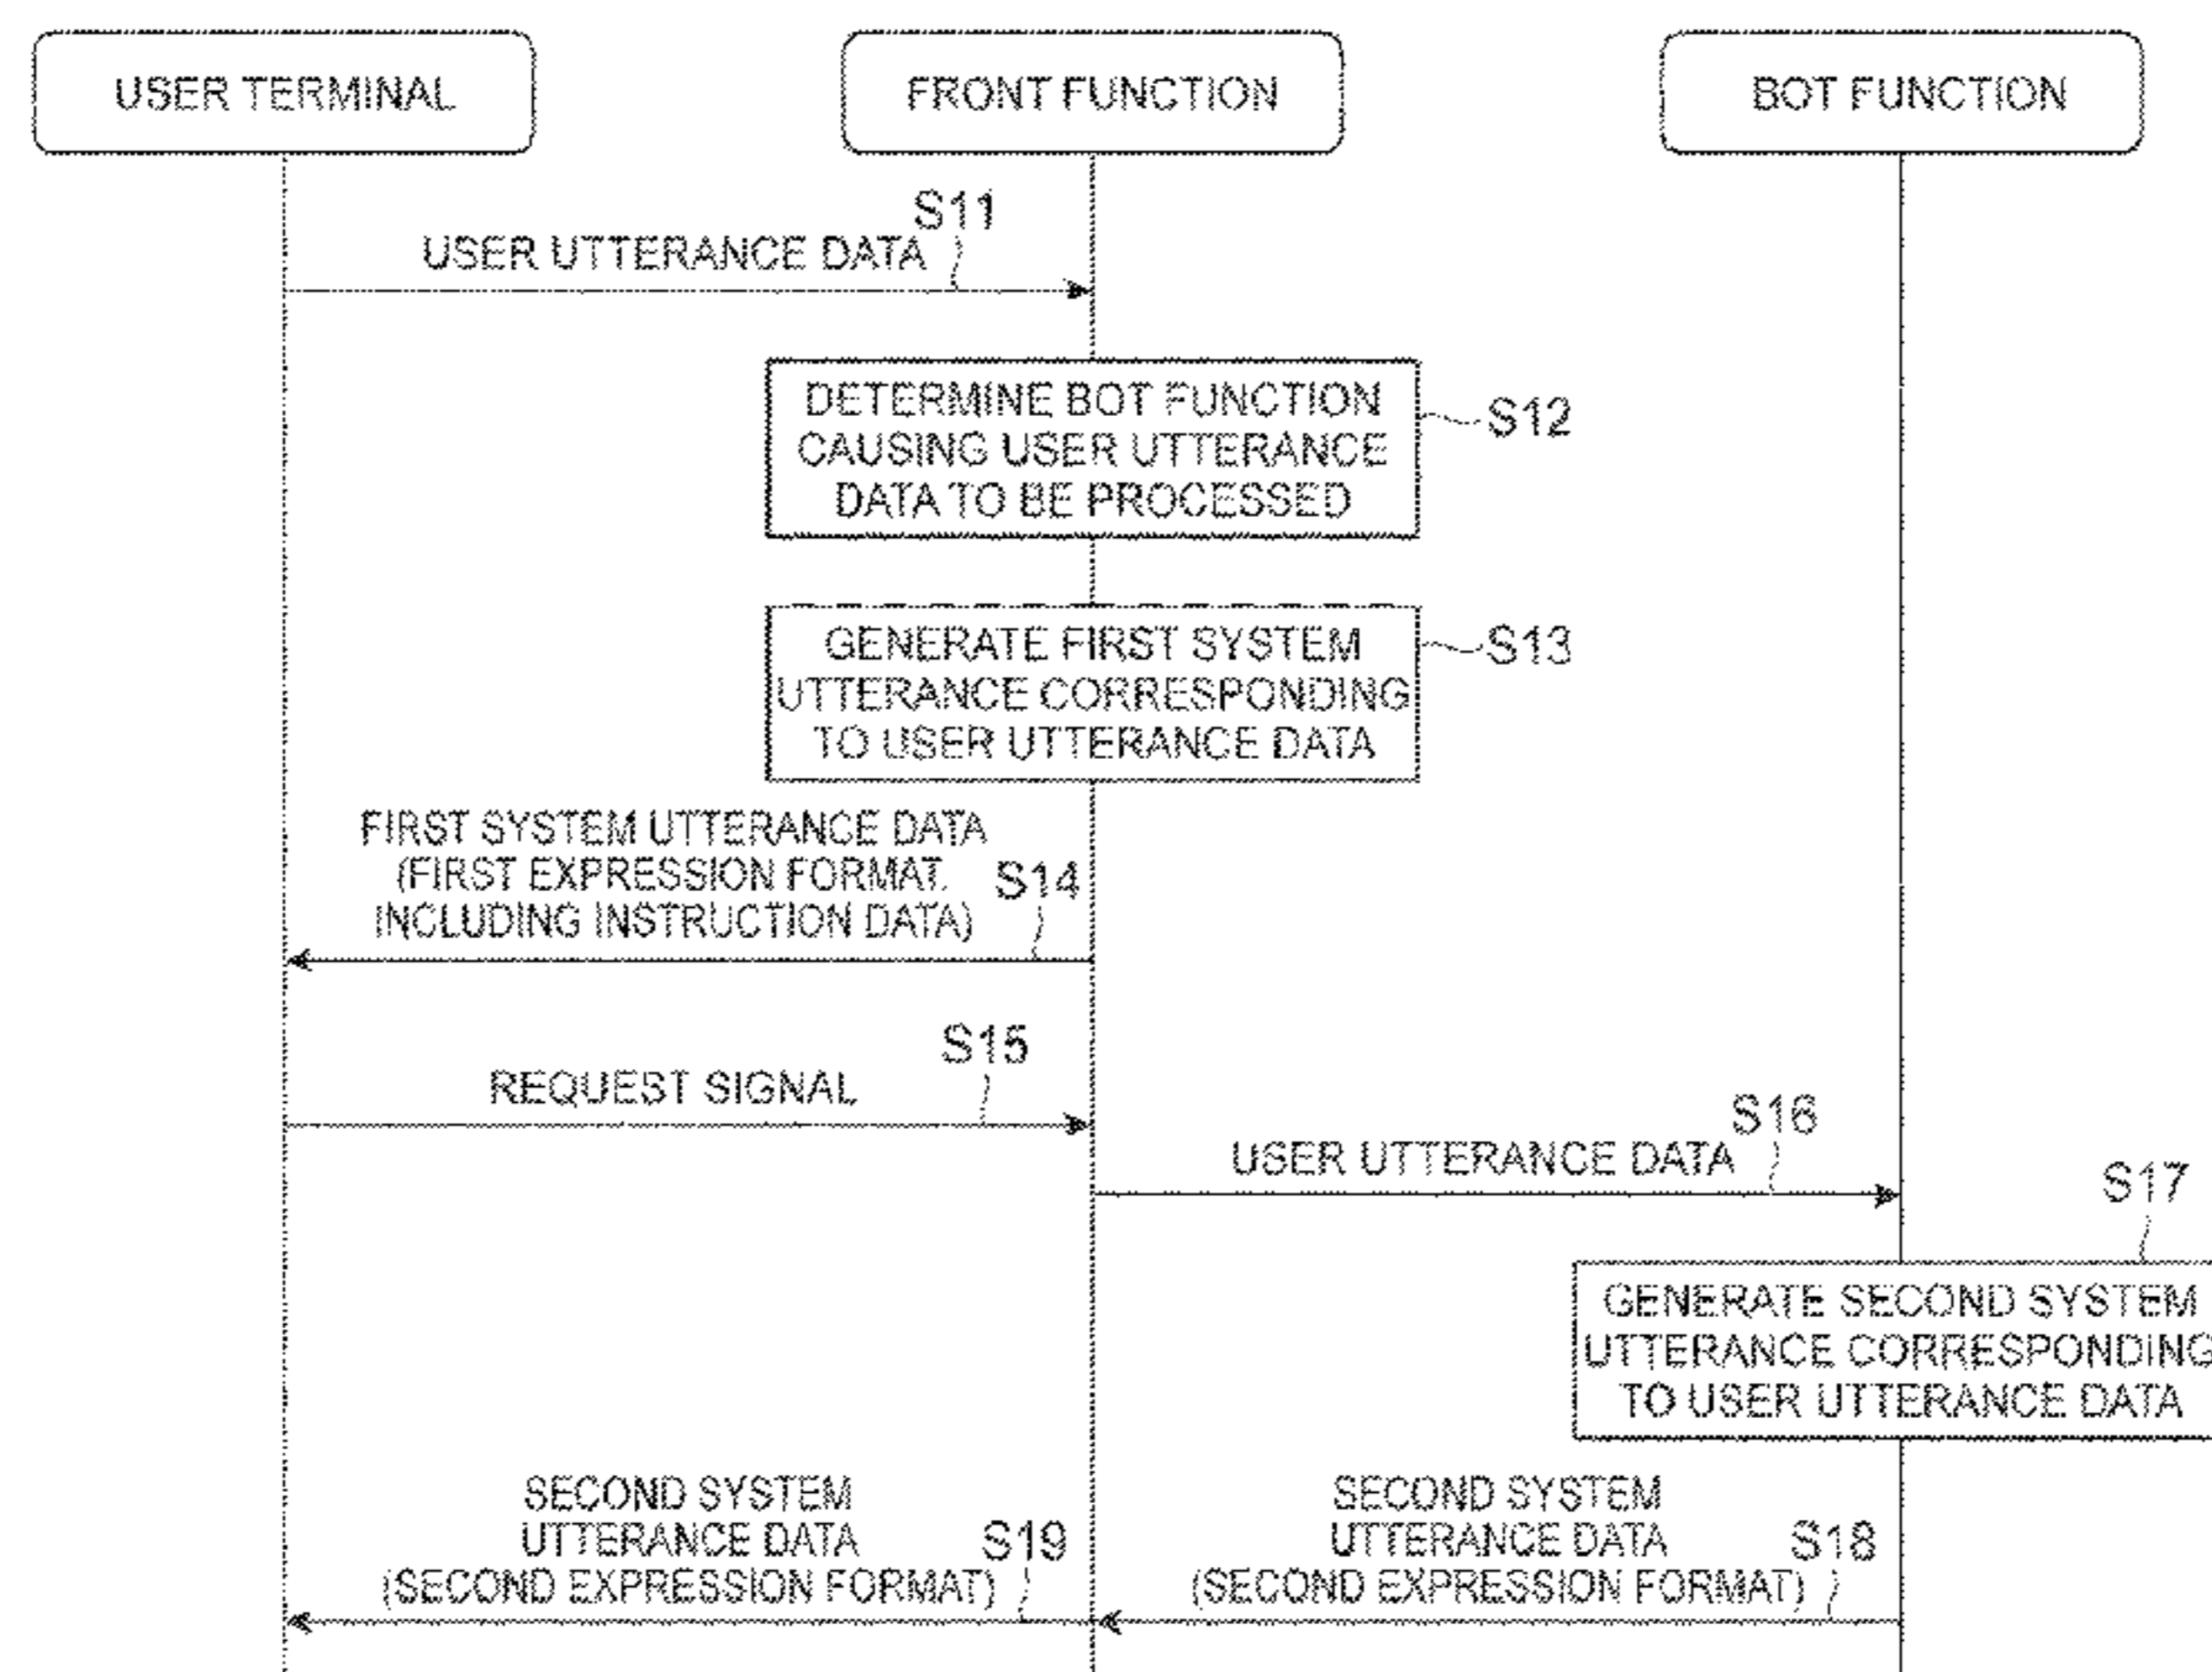 USER TERMINAL
FRONT FUNCTION
BOT FUNCTION
S11
USER UTTERANCE DATA
DETERMINE BOT FUNCTION
CAUSING USER UTTERANCE
DATA TO BE PROCESSED
S12
GENERATE FIRST SYSTEM
UTTERANCE CORRESPONDING
TO USER UTTERANCE DATA
S13
FIRST SYSTEM UTTERANCE DATA
(FIRST EXPRESSION FORMAT,
INCLUDING INSTRUCTION DATA)
S14
S15
REQUEST SIGNAL
S16
USER UTTERANCE DATA
S17
GENERATE SECOND SYSTEM
UTTERANCE CORRESPONDING
TO USER UTTERANCE DATA
SECOND SYSTEM
UTTERANCE DATA
(SECOND EXPRESSION FORMAT)
S19
SECOND SYSTEM
UTTERANCE DATA
(SECOND EXPRESSION FORMAT)
S18